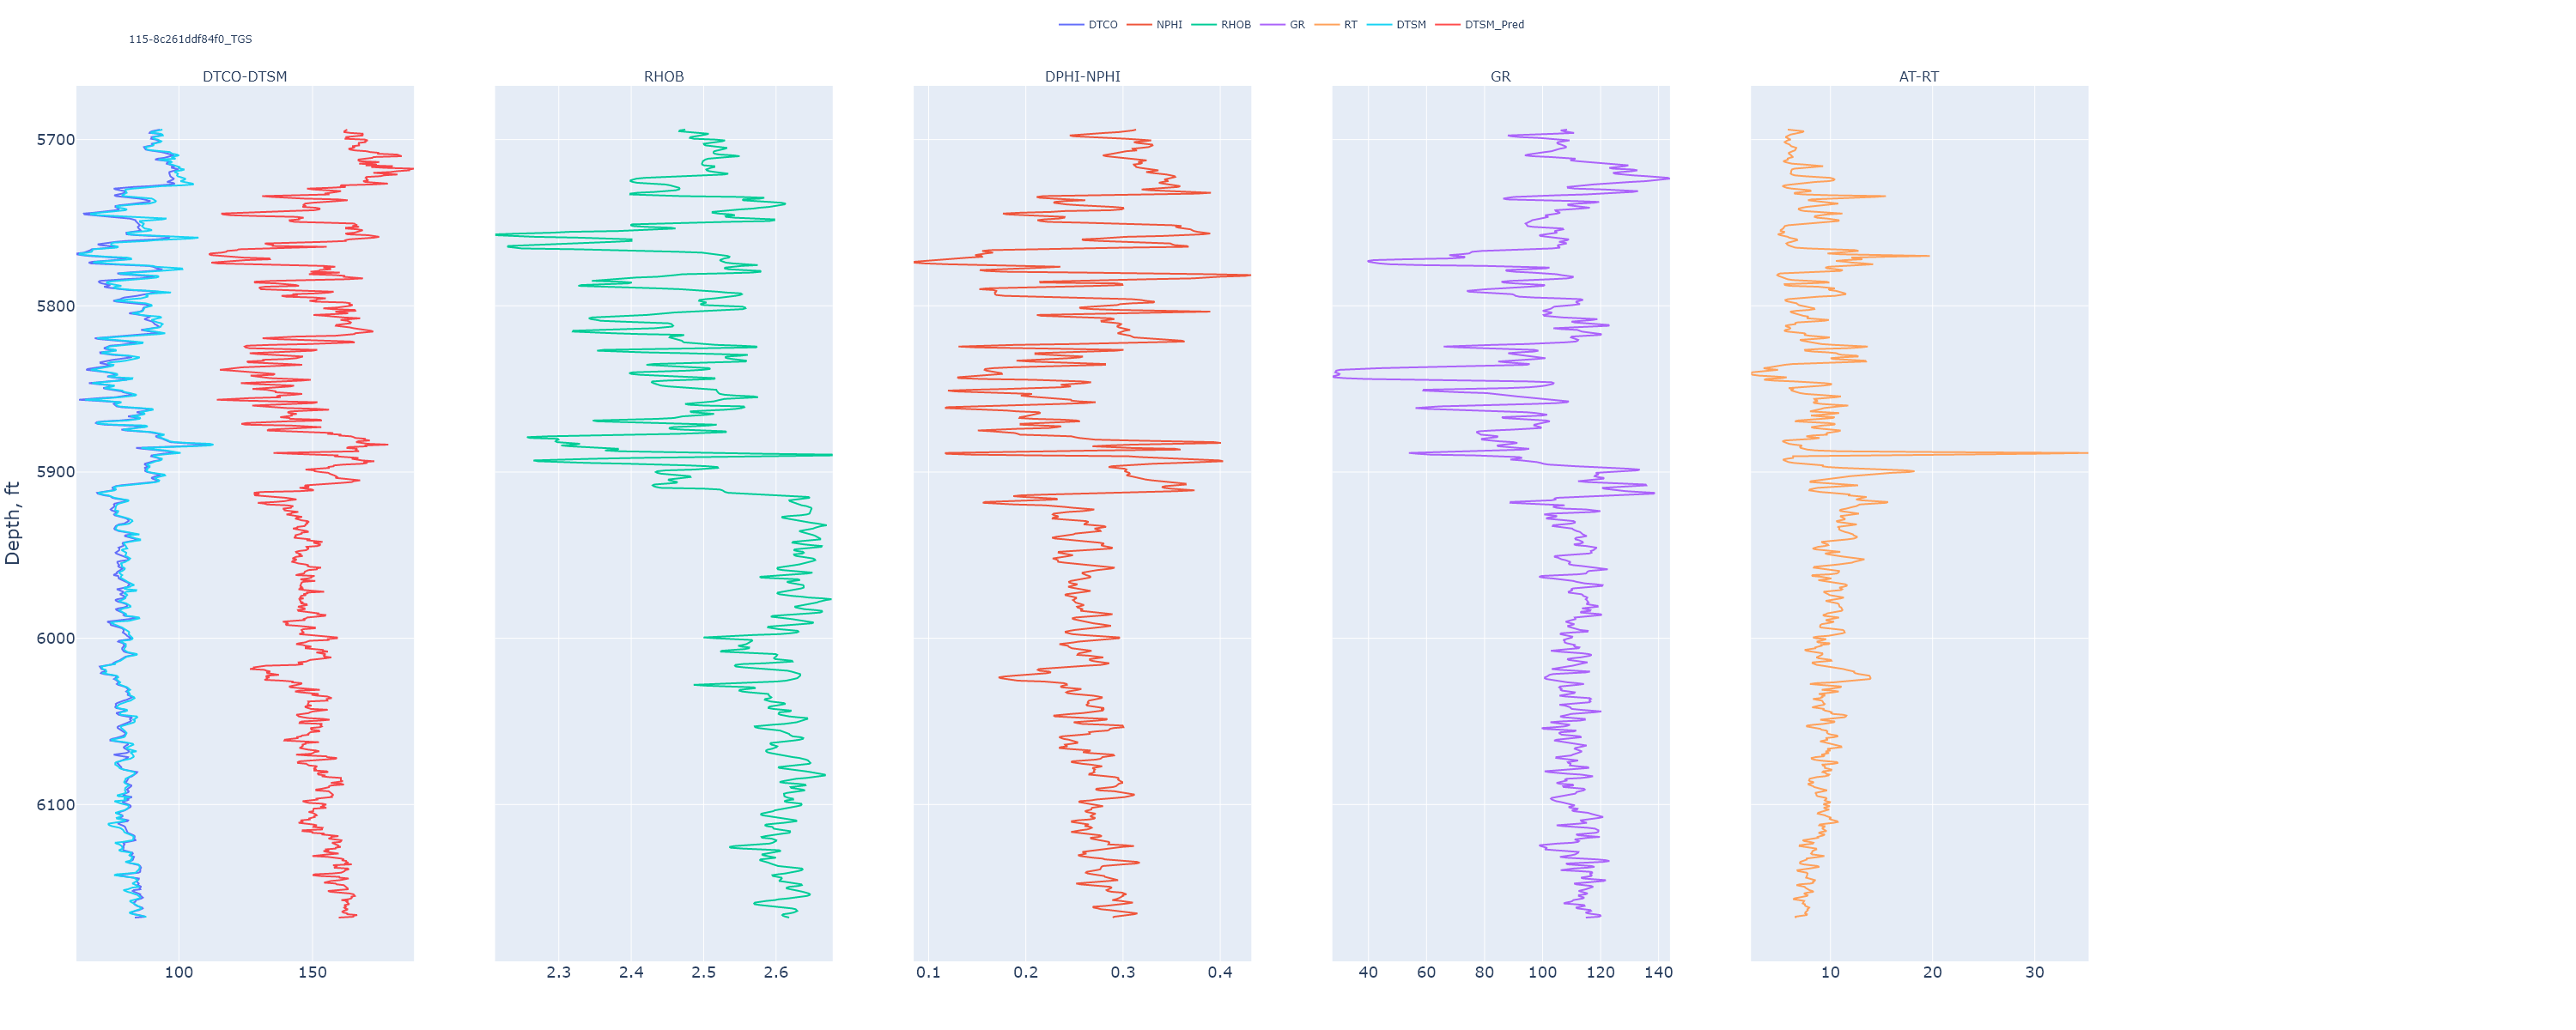 DTCO NPHI RHOB GR RT DTSM DTSM_Pred
115-8c261ddf84f0_TGS
DTCO-DTSM RHOB DPHI-NPHI GR AT-RT
5700
5800
5900
6000
6100
Depth, ft
100 150 2.3 2.4 2.5 2.6 0.1 0.2 0.3 0.4 40 60 80 100 120 140 10 20 30